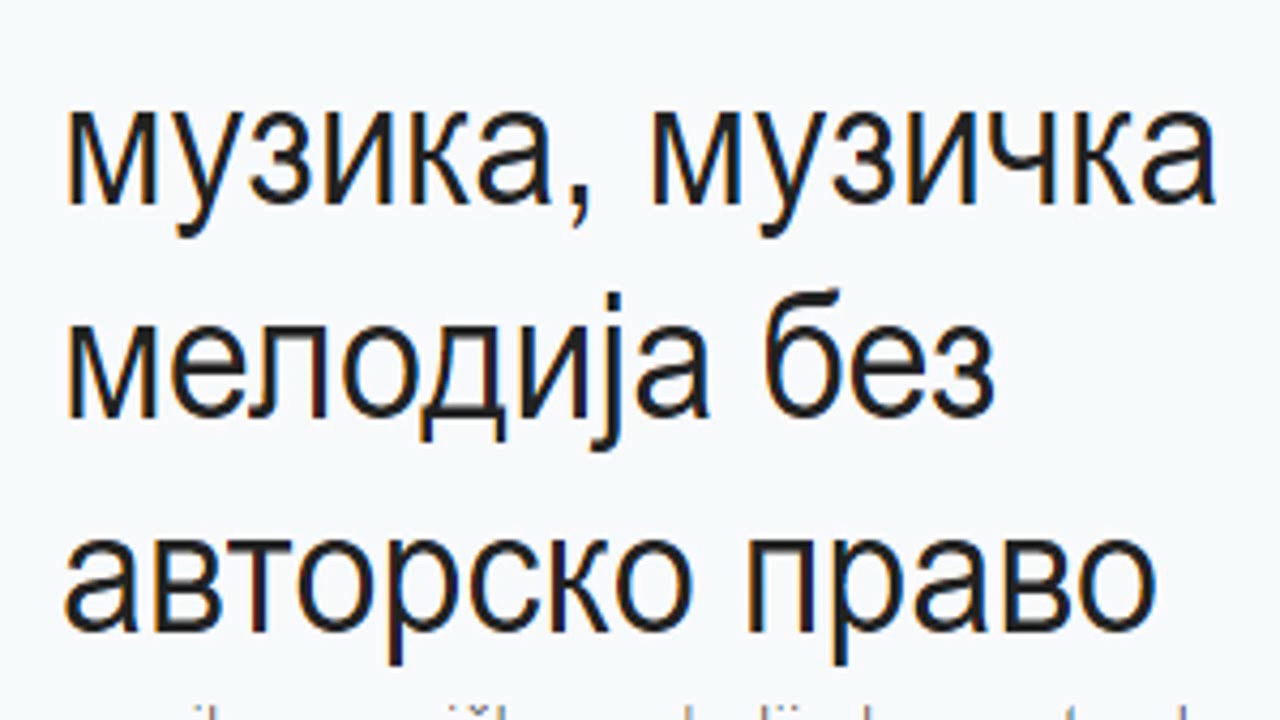 музика, музичка
мелодија без
авторско право